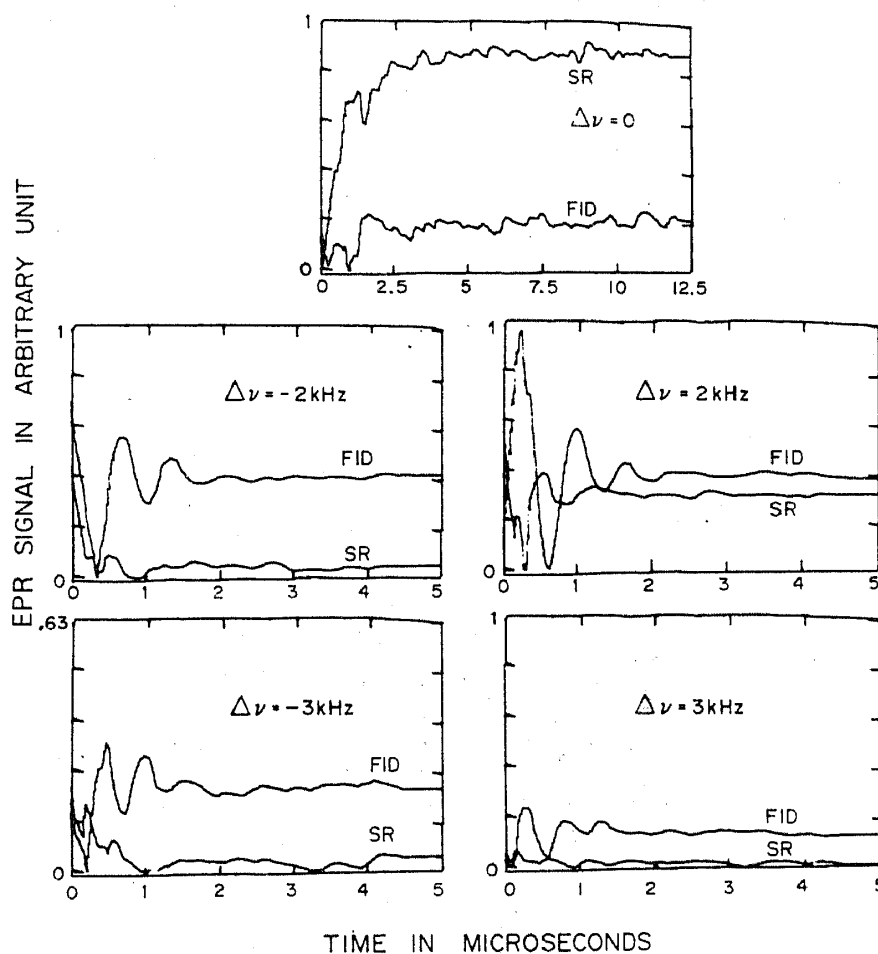 1
SR
Δν = 0
FID
0
0 2.5 5 7.5 10 12.5
EPR SIGNAL IN ARBITRARY UNIT
1
Δν = -2kHz
FID
SR
0
0 1 2 3 4 5
1
Δν = 2kHz
FID
SR
0
0 1 2 3 4 5
.63
Δν = -3kHz
FID
SR
0
0 1 2 3 4 5
1
Δν = 3kHz
FID
SR
0
0 1 2 3 4 5
TIME IN MICROSECONDS